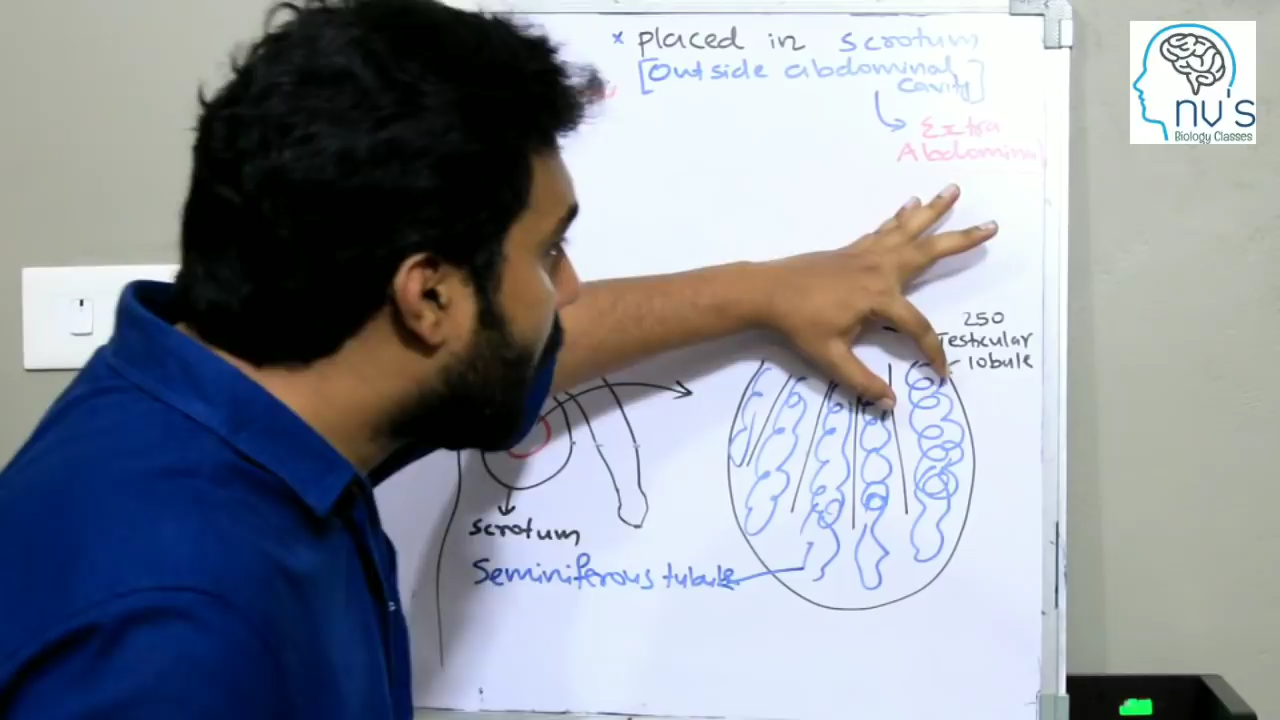 * placed in scrotum
[outside abdominal
cavity]
Extra
Abdominal
nv's
Biology Classes
250
Testicular
lobule
scrotum
Seminiferous tubule